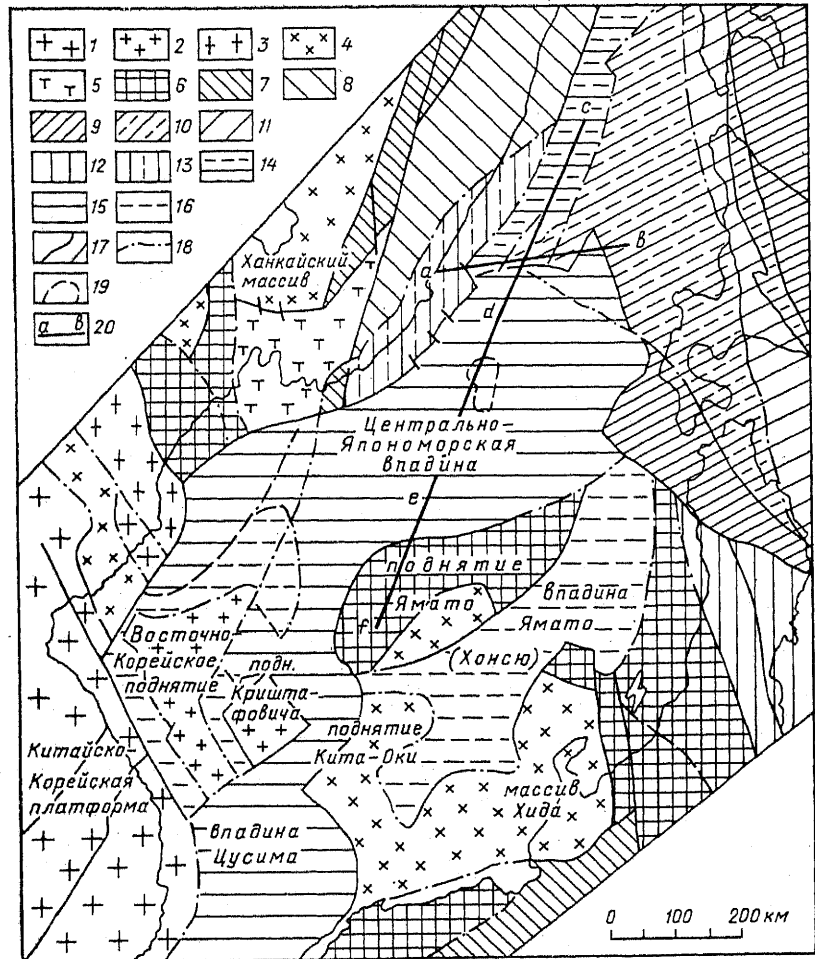 1 2 3 4
5 6 7 8
9 10 11
12 13 14
15 16
17 18
19
а в 20
Ханкайский
массив
c
a
в
d
Центрально-
Япономорская
впадина
e
поднятие
Ямато
f
впадина
Ямато
(Хонсю)
Восточно-
Корейское
поднятие
подн.
Криштафовича
поднятие
Кита-Оки
массив
Хида
Китайско-
Корейская
платформа
впадина
Цусима
0 100 200 км